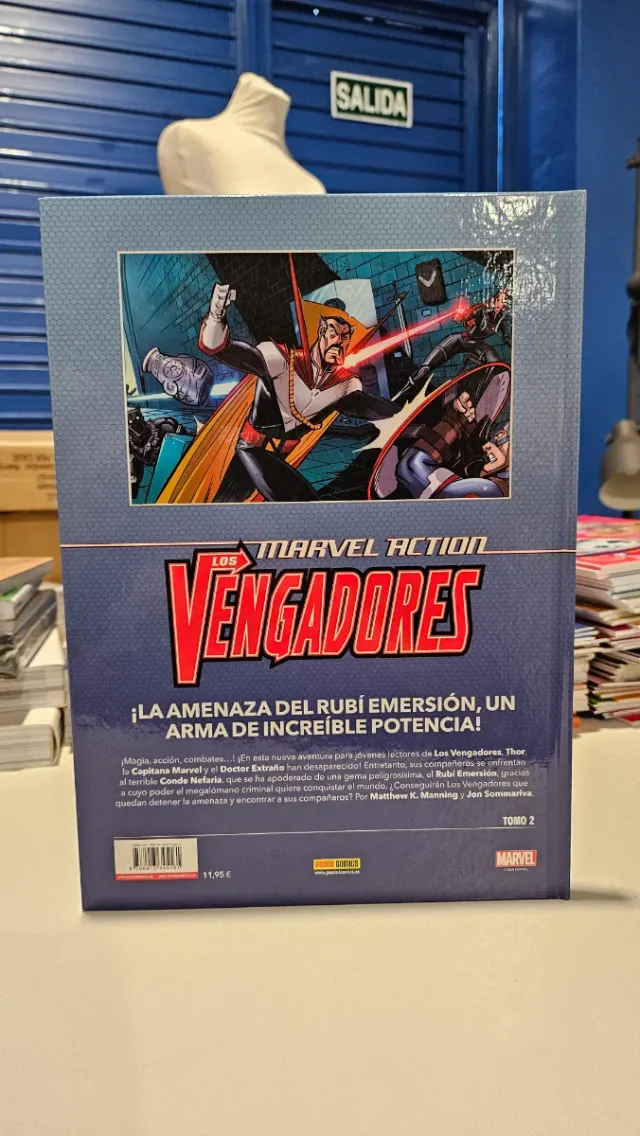 SALIDA
MARVEL ACTION
LOS
VENGADORES
¡LA AMENAZA DEL RUBÍ EMERSIÓN, UN
ARMA DE INCREÍBLE POTENCIA!
¡Magia, acción, combates...! ¡En esta nueva aventura para jóvenes lectores de Los Vengadores, Thor,
la Capitana Marvel y el Doctor Extraño han desaparecido! Entretanto, sus compañeros se enfrentan
al terrible Conde Nefaria, que se ha apoderado de una gema peligrosísima, el Rubí Emersión, gracias
a cuyo poder el megalómano criminal quiere conquistar el mundo. ¿Conseguirán Los Vengadores que
quedan detener la amenaza y encontrar a sus compañeros? Por Matthew K. Manning y Jon Sommariva.
TOMO 2
11,95 €
PANINI COMICS
www.paninicomics.es
MARVEL